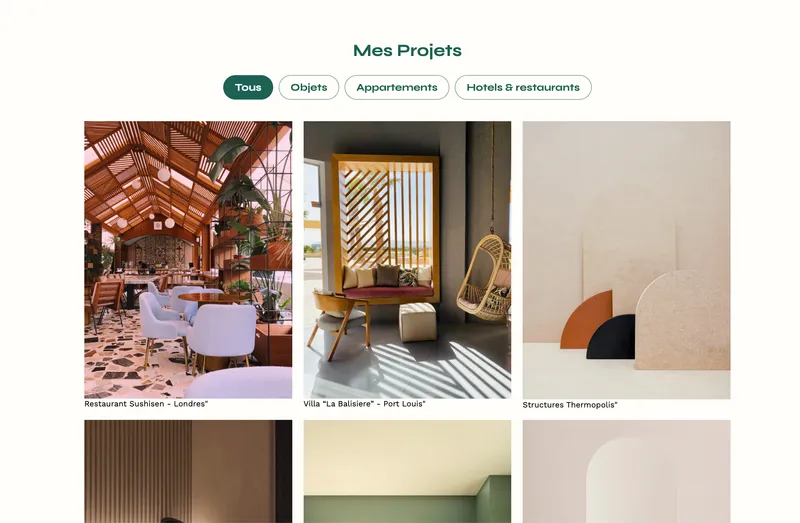 Mes Projets
Tous
Objets
Appartements
Hotels & restaurants
Restaurant Sushisen - Londres"
Villa “La Balisiere” - Port Louis"
Structures Thermopolis"